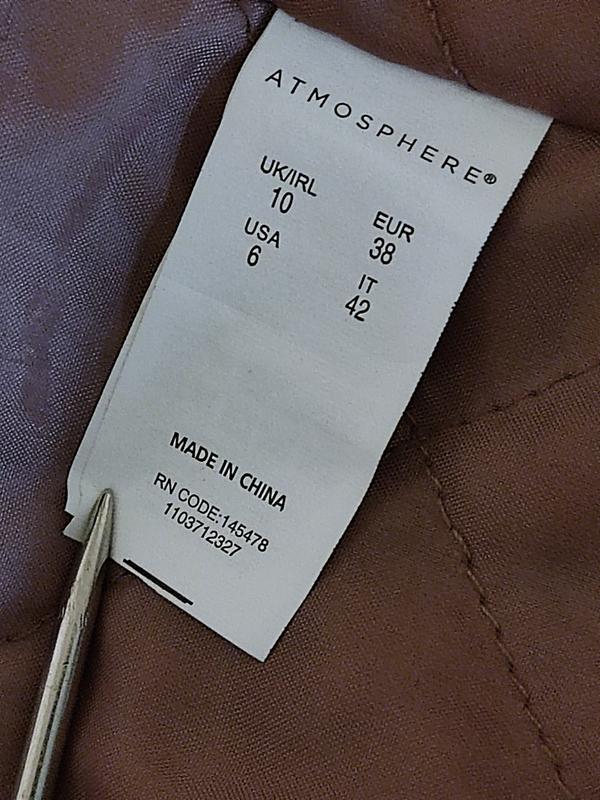 ATMOSPHERE®
UK/IRL
10
EUR
38
USA
6
IT
42
MADE IN CHINA
RN CODE:145478
1103712327